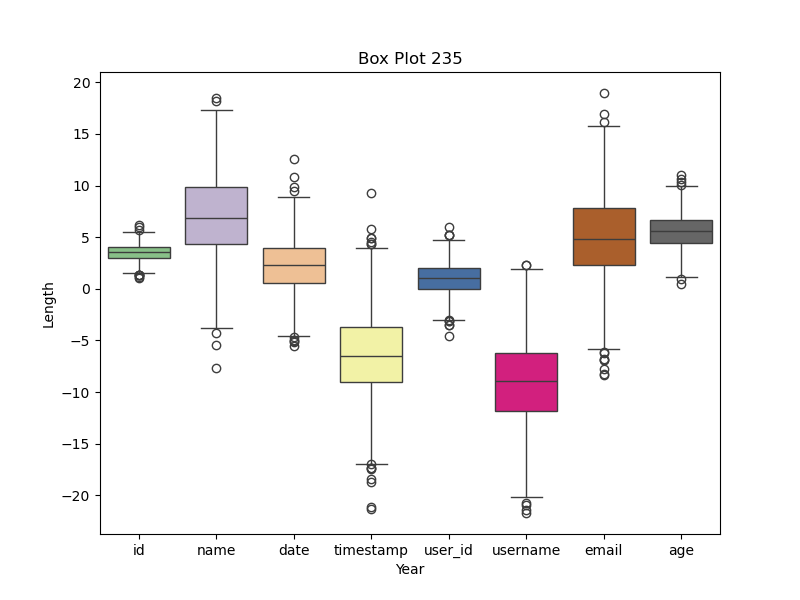 Box Plot 235
20
15
10
5
0
−5
−10
−15
−20
Length
id name date timestamp user_id username email age
Year